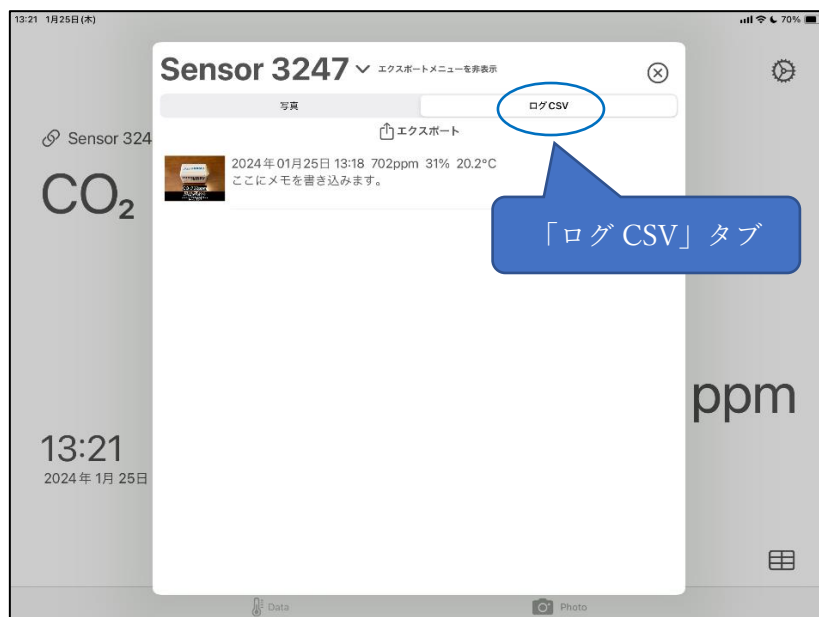 13:21 1月25日(木)
70%
Sensor 3247 エクスポートメニューを非表示
写真
ログCSV
エクスポート
Sensor 324
2024年01月25日 13:18 702ppm 31% 20.2°C
ここにメモを書き込みます。
CO₂
「ログ CSV」タブ
ppm
13:21
2024年 1月 25日
Data
Photo